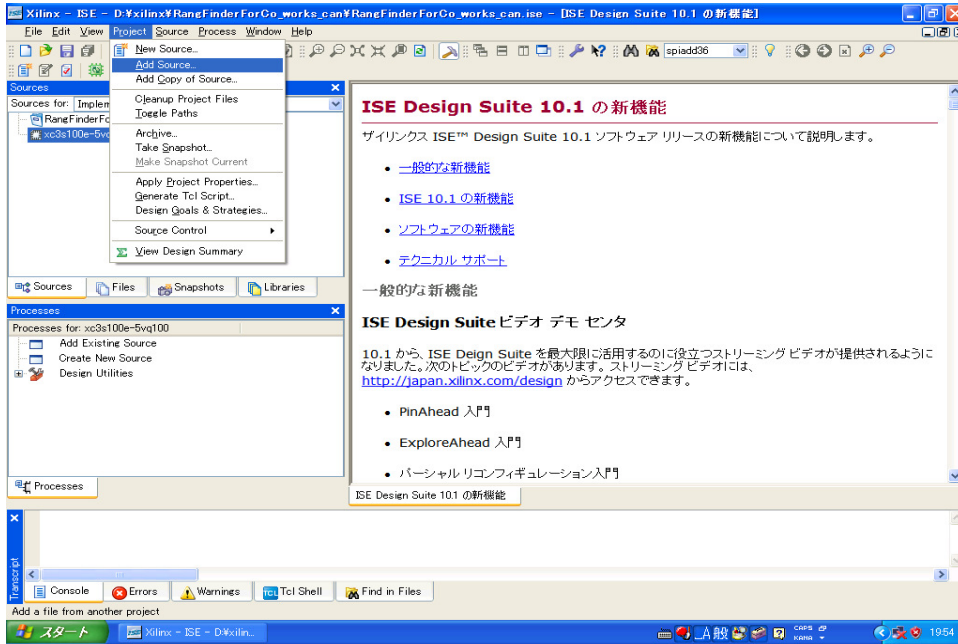 Xilinx - ISE - D:¥xilinx¥RangFinderForCo_works_can¥RangFinderForCo_works_can.ise - [ISE Design Suite 10.1 の新機能]
File Edit View Project Source Process Window Help
spiadd36
New Source...
Add Source...
Add Copy of Source...
Cleanup Project Files
Toggle Paths
Archive...
Take Snapshot...
Make Snapshot Current
Apply Project Properties...
Generate Tcl Script...
Design Goals & Strategies...
Source Control
View Design Summary
Sources
Sources for: Implem
RangFinderFo
xc3s100e-5vq
Sources Files Snapshots Libraries
Processes
Processes for: xc3s100e-5vq100
Add Existing Source
Create New Source
Design Utilities
Processes
ISE Design Suite 10.1 の新機能
ザイリンクス ISE™ Design Suite 10.1 ソフトウェア リリースの新機能について説明します。
一般的な新機能
ISE 10.1 の新機能
ソフトウェアの新機能
テクニカル サポート
一般的な新機能
ISE Design Suite ビデオ デモ センタ
10.1 から、ISE Deign Suite を最大限に活用するのに役立つストリーミング ビデオが提供されるように
なりました。次のトピックのビデオがあります。ストリーミング ビデオには、
http://japan.xilinx.com/design からアクセスできます。
PinAhead 入門
ExploreAhead 入門
パーシャル リコンフィギュレーション入門
ISE Design Suite 10.1 の新機能
Transcript
Console Errors Warnings TCL Tcl Shell Find in Files
Add a file from another project
スタート Xilinx - ISE - D:¥xilin... A 般 CAPS KANA 19:54